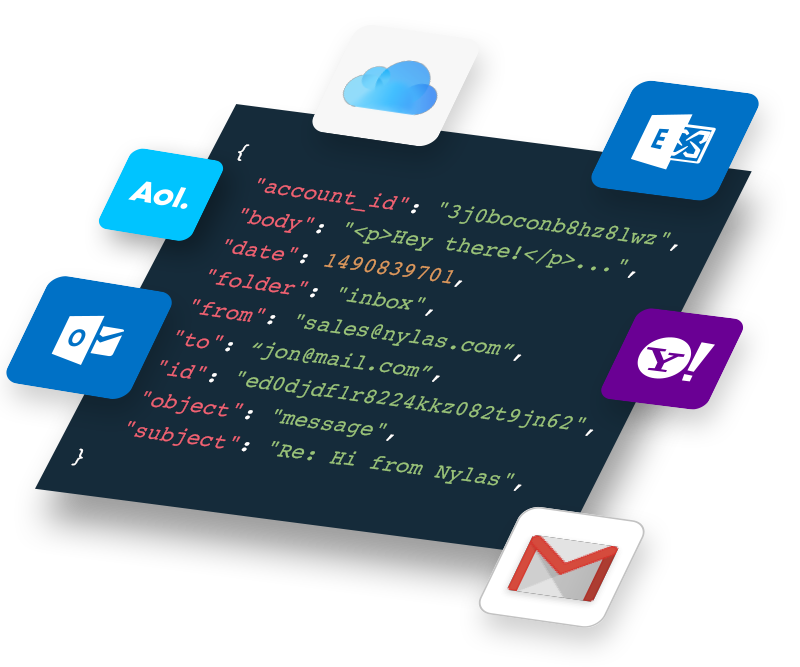 {
"account_id": "3j0boconb8hz8lwz",
"body": "<p>Hey there!</p>...",
"date": 1490839701,
"folder": "inbox",
"from": "sales@nylas.com”,
"to": “jon@mail.com”,
"id": "ed0djdf1r8224kkz082t9jn62",
"object": "message",
"subject": "Re: Hi from Nylas",
}
Aol.
E
O
Y!